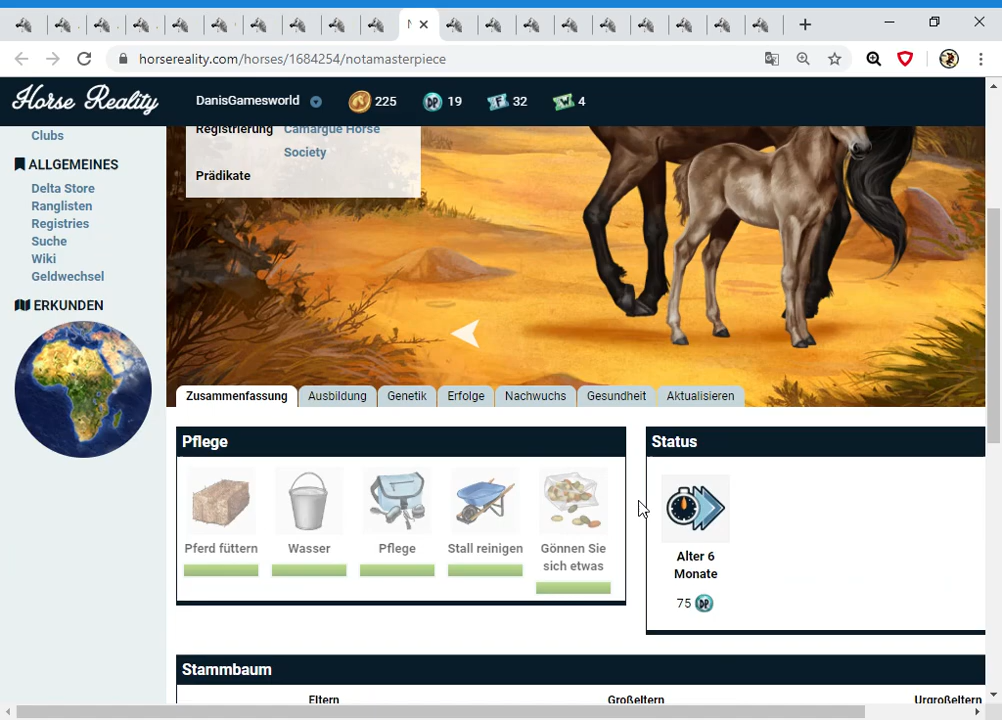 N
horsereality.com/horses/1684254/notamasterpiece
Horse Reality
DanisGamesworld
225
DP 19
F 32
4
Clubs
ALLGEMEINES
Delta Store
Ranglisten
Registries
Suche
Wiki
Geldwechsel
ERKUNDEN
Registrierung Camargue Horse
Society
Prädikate
Zusammenfassung Ausbildung Genetik Erfolge Nachwuchs Gesundheit Aktualisieren
Pflege
Pferd füttern
Wasser
Pflege
Stall reinigen
Gönnen Sie
sich etwas
Status
Alter 6
Monate
75 DP
Stammbaum
Eltern Großeltern Urgroßeltern